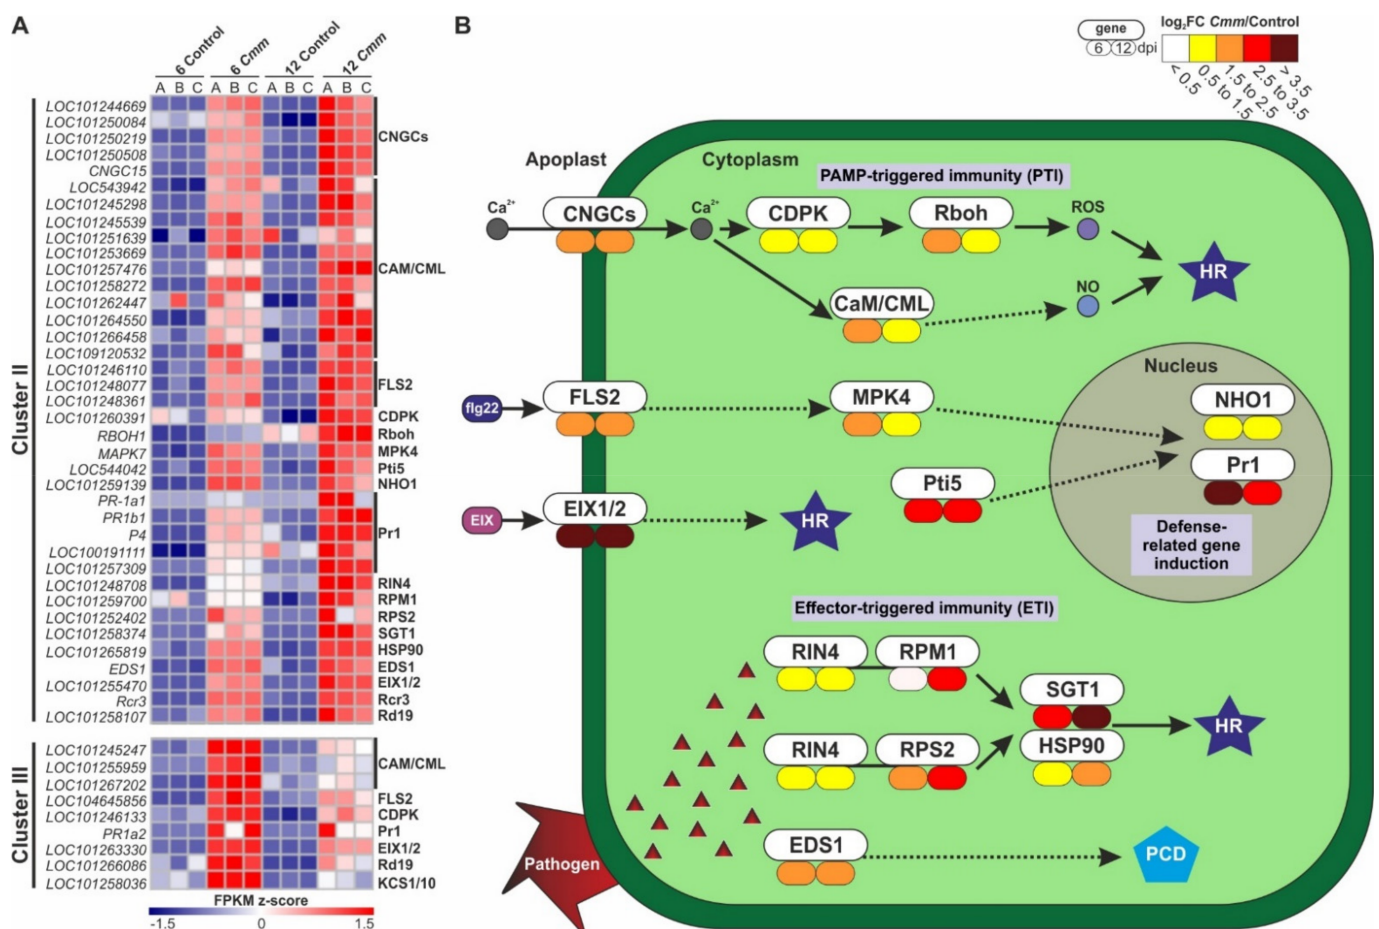 A
6 Control
6 Cmm
12 Control
12 Cmm
A B C A B C A B C A B C
Cluster II
LOC101244669
LOC101250084
LOC101250219
LOC101250508
CNGC15
CNGCs
LOC543942
LOC101245298
LOC101245539
LOC101251639
LOC101253669
LOC101257476
LOC101258272
LOC101262447
LOC101264550
LOC101266458
LOC109120532
CAM/CML
LOC101246110
LOC101248077
LOC101248361
FLS2
LOC101260391 CDPK
RBOH1 Rboh
MAPK7 MPK4
LOC544042 Pti5
LOC101259139 NHO1
PR-1a1
PR1b1
P4
LOC100191111
LOC101257309
Pr1
LOC101248708 RIN4
LOC101259700 RPM1
LOC101252402 RPS2
LOC101258374 SGT1
LOC101265819 HSP90
EDS1 EDS1
LOC101255470 EIX1/2
Rcr3 Rcr3
LOC101258107 Rd19
Cluster III
LOC101245247
LOC101255959
LOC101267202
CAM/CML
LOC104645856 FLS2
LOC101246133 CDPK
PR1a2 Pr1
LOC101263330 EIX1/2
LOC101266086 Rd19
LOC101258036 KCS1/10
FPKM z-score
-1.5 0 1.5
B
gene
6 12 dpi
log₂FC Cmm/Control
< 0.5
0.5 to 1.5
1.5 to 2.5
2.5 to 3.5
> 3.5
Apoplast
Cytoplasm
PAMP-triggered immunity (PTI)
Ca²⁺
CNGCs
Ca²⁺
CDPK
Rboh
ROS
HR
CaM/CML
NO
Nucleus
flg22
FLS2
MPK4
NHO1
Pr1
Pti5
EIX
EIX1/2
HR
Defense-
related gene
induction
Effector-triggered immunity (ETI)
RIN4
RPM1
SGT1
HR
RIN4
RPS2
HSP90
EDS1
PCD
Pathogen